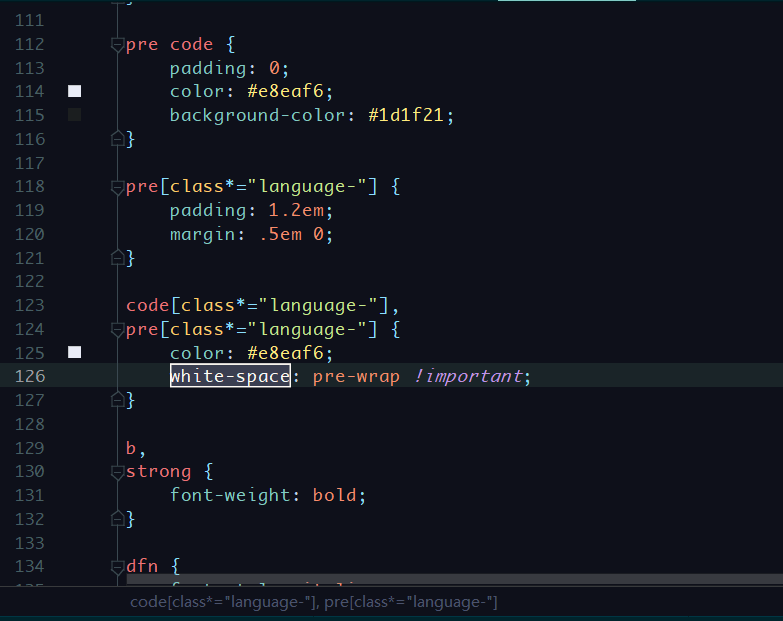 111
112 pre code {
113 padding: 0;
114 color: #e8eaf6;
115 background-color: #1d1f21;
116 }
117
118 pre[class*="language-"] {
119 padding: 1.2em;
120 margin: .5em 0;
121 }
122
123 code[class*="language-"],
124 pre[class*="language-"] {
125 color: #e8eaf6;
126 white-space: pre-wrap !important;
127 }
128
129 b,
130 strong {
131 font-weight: bold;
132 }
133
134 dfn {
code[class*="language-"], pre[class*="language-"]